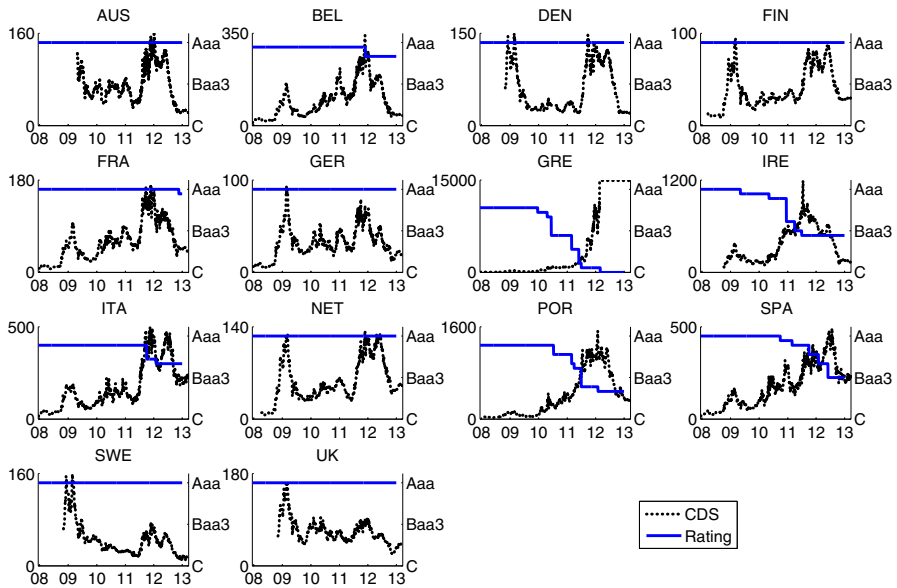 AUS BEL DEN FIN
160 Aaa 350 Aaa 150 Aaa 100 Aaa
Baa3 Baa3 Baa3 Baa3
0 C 0 C 0 C 0 C
08 09 10 11 12 13 08 09 10 11 12 13 08 09 10 11 12 13 08 09 10 11 12 13
FRA GER GRE IRE
180 Aaa 100 Aaa 15000 Aaa 1200 Aaa
Baa3 Baa3 Baa3 Baa3
0 C 0 C 0 C 0 C
08 09 10 11 12 13 08 09 10 11 12 13 08 09 10 11 12 13 08 09 10 11 12 13
ITA NET POR SPA
500 Aaa 140 Aaa 1600 Aaa 500 Aaa
Baa3 Baa3 Baa3 Baa3
0 C 0 C 0 C 0 C
08 09 10 11 12 13 08 09 10 11 12 13 08 09 10 11 12 13 08 09 10 11 12 13
SWE UK
160 Aaa 180 Aaa
Baa3 Baa3
0 C 0 C
08 09 10 11 12 13 08 09 10 11 12 13
CDS
Rating